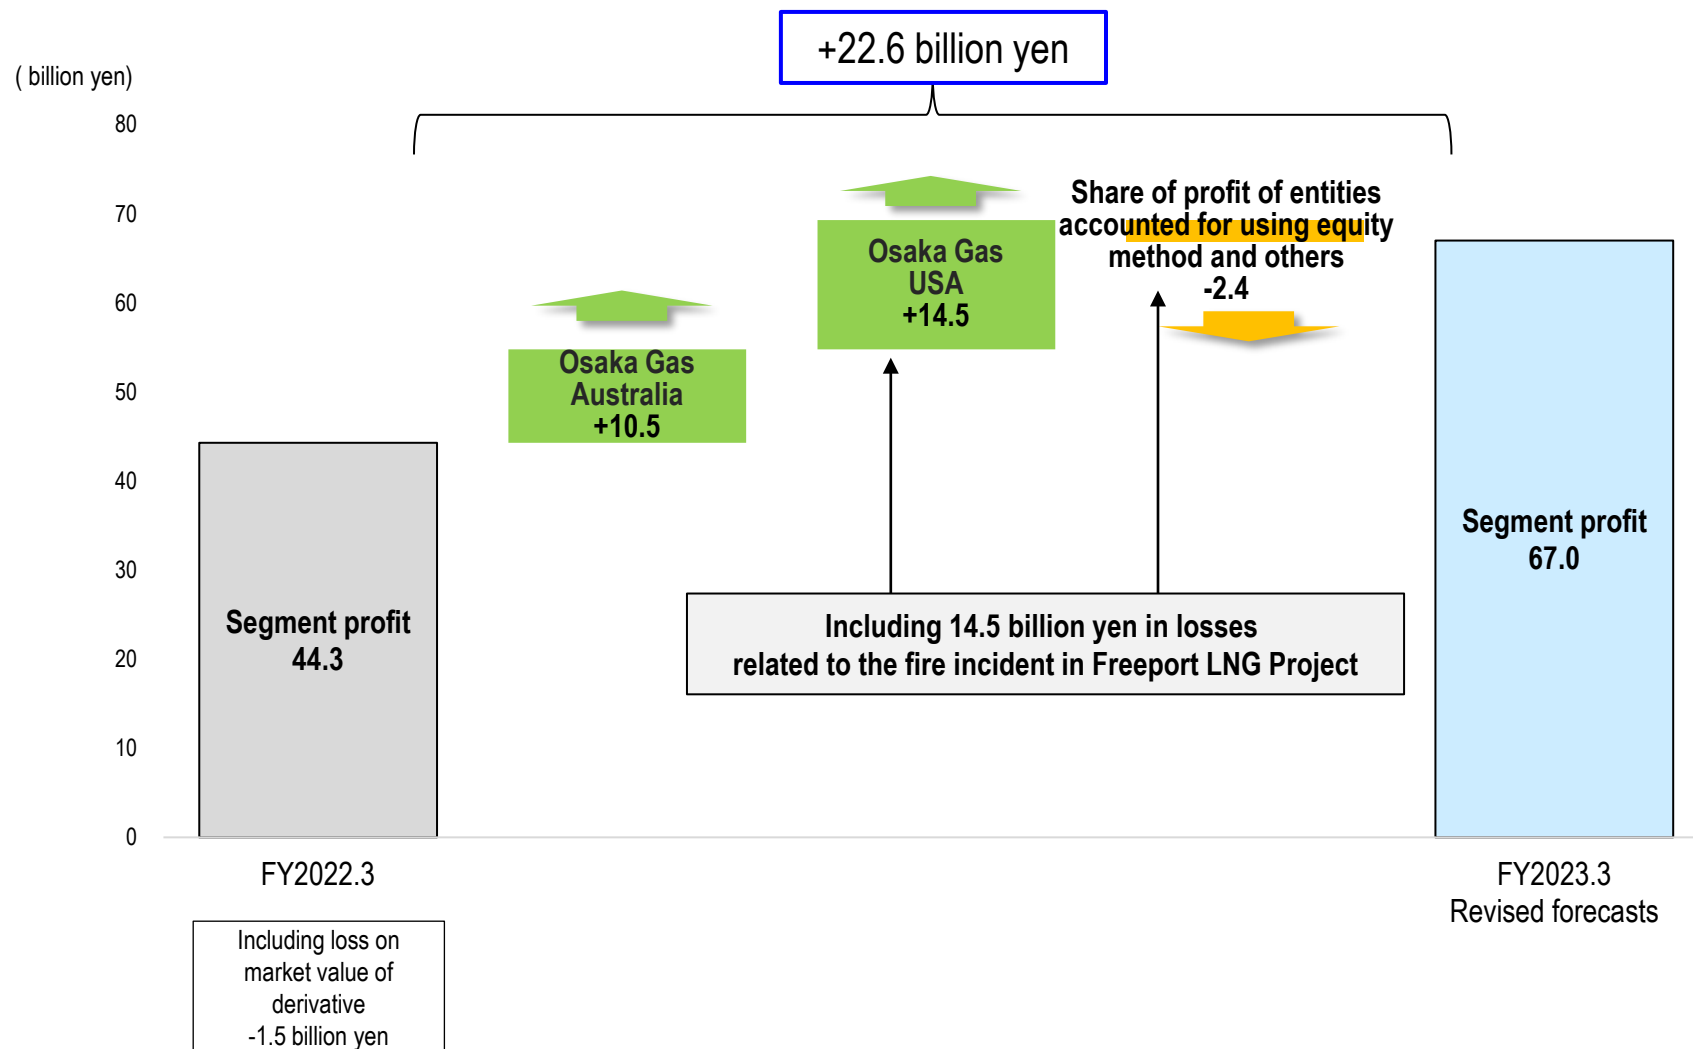 +22.6 billion yen
( billion yen)
80
70
60
50
40
30
20
10
0
Segment profit
44.3
Osaka Gas
Australia
+10.5
Osaka Gas
USA
+14.5
Share of profit of entities
accounted for using equity
method and others
-2.4
Including 14.5 billion yen in losses
related to the fire incident in Freeport LNG Project
Segment profit
67.0
FY2022.3
FY2023.3
Revised forecasts
Including loss on
market value of
derivative
-1.5 billion yen